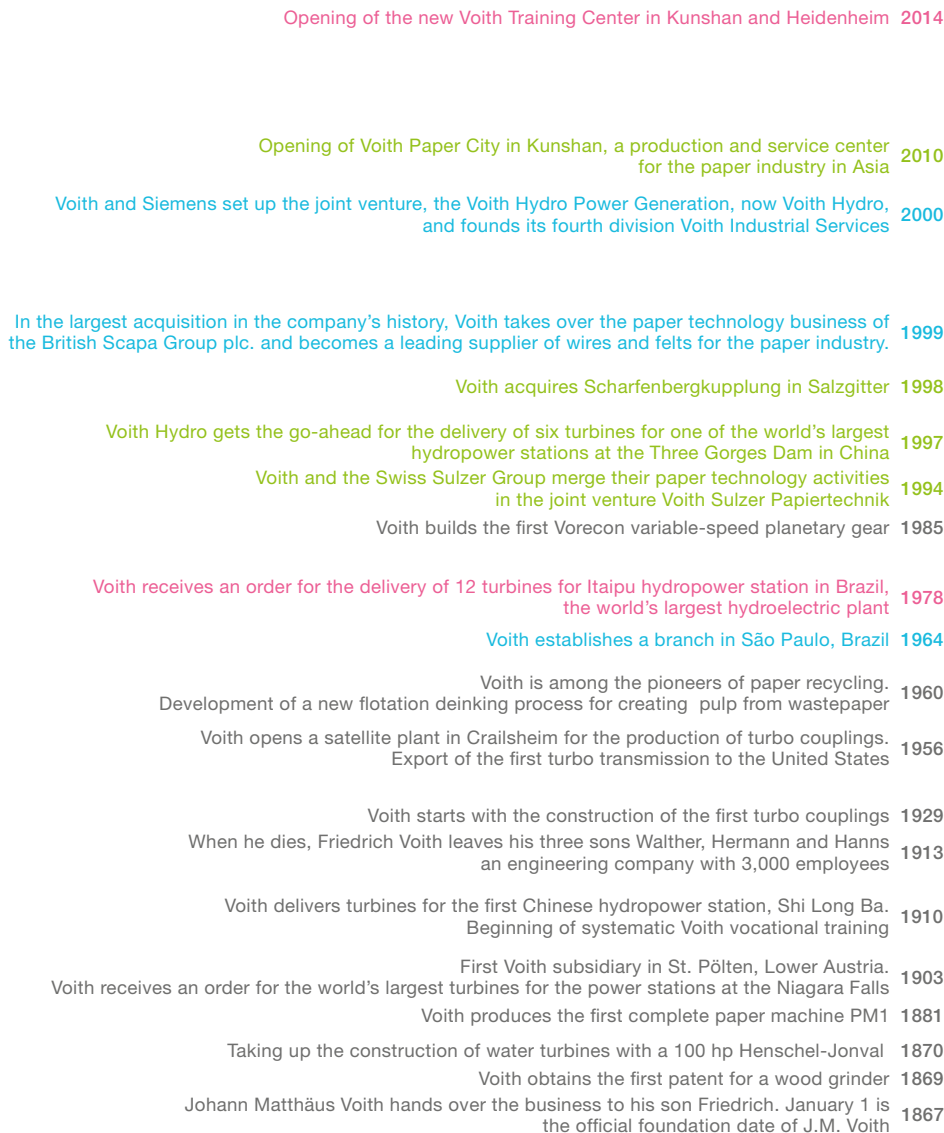 Opening of the new Voith Training Center in Kunshan and Heidenheim 2014
Opening of Voith Paper City in Kunshan, a production and service center
for the paper industry in Asia
2010
Voith and Siemens set up the joint venture, the Voith Hydro Power Generation, now Voith Hydro,
and founds its fourth division Voith Industrial Services
2000
In the largest acquisition in the company's history, Voith takes over the paper technology business of
the British Scapa Group plc. and becomes a leading supplier of wires and felts for the paper industry.
1999
Voith acquires Scharfenbergkupplung in Salzgitter 1998
Voith Hydro gets the go-ahead for the delivery of six turbines for one of the world's largest
hydropower stations at the Three Gorges Dam in China
1997
Voith and the Swiss Sulzer Group merge their paper technology activities
in the joint venture Voith Sulzer Papiertechnik
1994
Voith builds the first Vorecon variable-speed planetary gear 1985
Voith receives an order for the delivery of 12 turbines for Itaipu hydropower station in Brazil,
the world's largest hydroelectric plant
1978
Voith establishes a branch in São Paulo, Brazil 1964
Voith is among the pioneers of paper recycling.
Development of a new flotation deinking process for creating pulp from wastepaper
1960
Voith opens a satellite plant in Crailsheim for the production of turbo couplings.
Export of the first turbo transmission to the United States
1956
Voith starts with the construction of the first turbo couplings 1929
When he dies, Friedrich Voith leaves his three sons Walther, Hermann and Hanns
an engineering company with 3,000 employees
1913
Voith delivers turbines for the first Chinese hydropower station, Shi Long Ba.
Beginning of systematic Voith vocational training
1910
First Voith subsidiary in St. Pölten, Lower Austria.
Voith receives an order for the world's largest turbines for the power stations at the Niagara Falls
1903
Voith produces the first complete paper machine PM1 1881
Taking up the construction of water turbines with a 100 hp Henschel-Jonval 1870
Voith obtains the first patent for a wood grinder 1869
Johann Matthäus Voith hands over the business to his son Friedrich. January 1 is
the official foundation date of J.M. Voith
1867